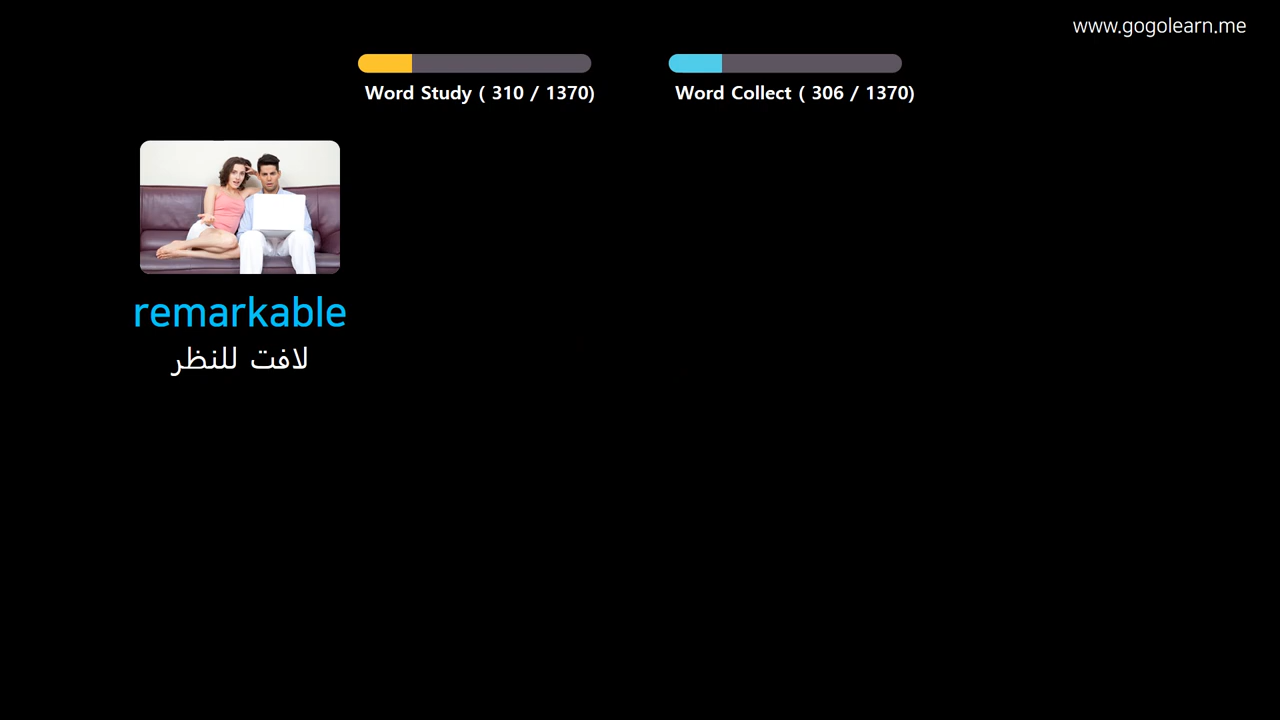 www.gogolearn.me
Word Study ( 310 / 1370)
Word Collect ( 306 / 1370)
remarkable
لافت للنظر